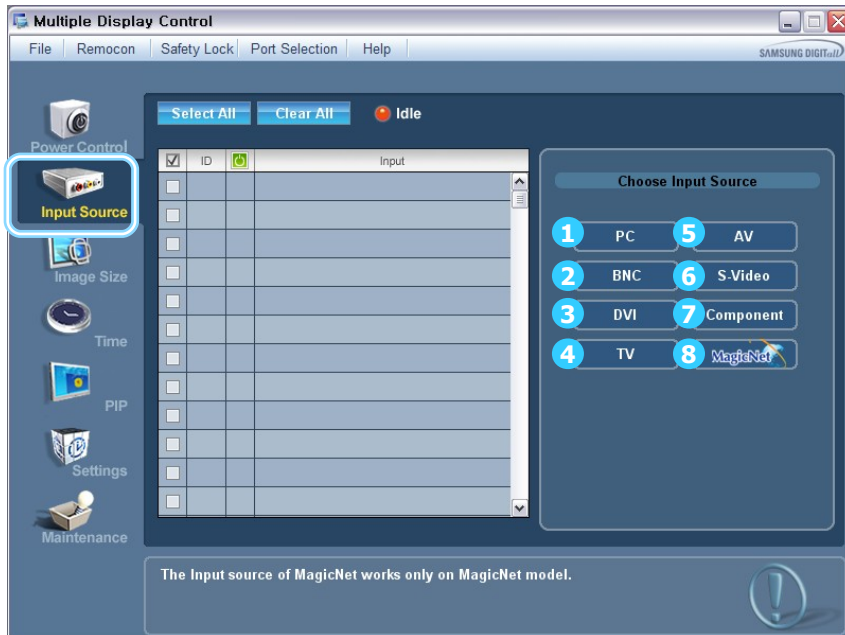 Multiple Display Control
File Remocon Safety Lock Port Selection Help
SAMSUNG DIGITall
Select All Clear All Idle
Power Control
Input Source
Image Size
Time
PIP
Settings
Maintenance
ID Input
Choose Input Source
1 PC 5 AV
2 BNC 6 S-Video
3 DVI 7 Component
4 TV 8 MagicNet
The Input source of MagicNet works only on MagicNet model.